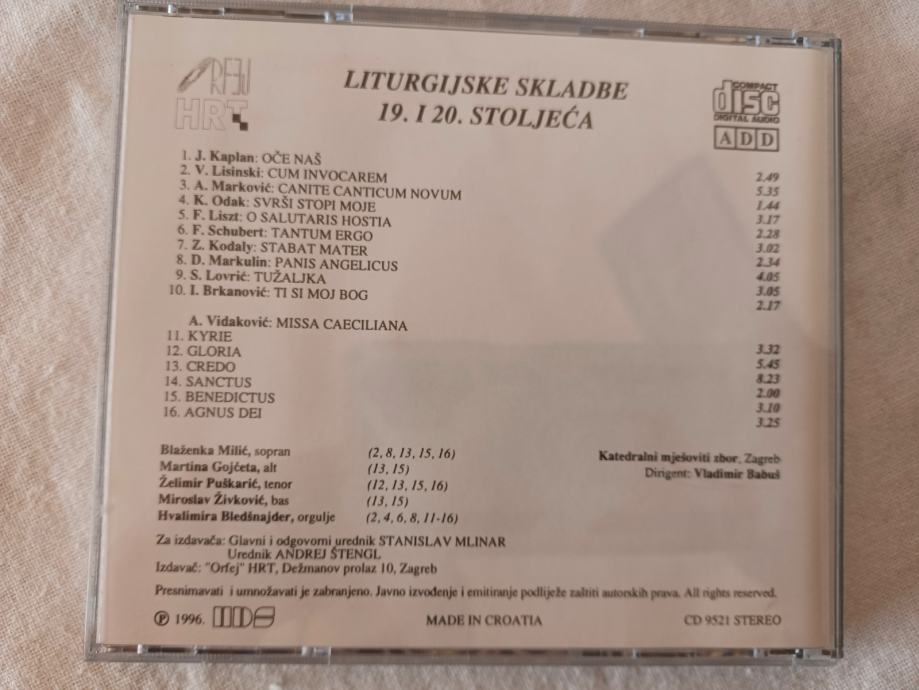 ORFEJ
HRT
LITURGIJSKE SKLADBE
19. I 20. STOLJEĆA
COMPACT
disc
DIGITAL AUDIO
ADD
1. J. Kaplan: OČE NAŠ 2.49
2. V. Lisinski: CUM INVOCAREM 5.35
3. A. Marković: CANITE CANTICUM NOVUM 1.44
4. K. Odak: SVRŠI STOPI MOJE 3.17
5. F. Liszt: O SALUTARIS HOSTIA 2.28
6. F. Schubert: TANTUM ERGO 3.02
7. Z. Kodaly: STABAT MATER 2.34
8. D. Markulin: PANIS ANGELICUS 4.05
9. S. Lovrić: TUŽALJKA 3.05
10. I. Brkanović: TI SI MOJ BOG 2.17
A. Vidaković: MISSA CAECILIANA
11. KYRIE 3.32
12. GLORIA 5.45
13. CREDO 8.23
14. SANCTUS 2.00
15. BENEDICTUS 3.10
16. AGNUS DEI 3.25
Blaženka Milić, sopran (2, 8, 13, 15, 16)
Martina Gojčeta, alt (13, 15)
Želimir Puškarić, tenor (12, 13, 15, 16)
Miroslav Živković, bas (13, 15)
Hvalimira Bledšnajder, orgulje (2, 4, 6, 8, 11-16)
Katedralni mješoviti zbor, Zagreb
Dirigent: Vladimir Babuš
Za izdavača: Glavni i odgovorni urednik STANISLAV MLINAR
Urednik ANDREJ ŠTENGL
Izdavač: "Orfej" HRT, Dežmanov prolaz 10, Zagreb
Presnimavati i umnožavati je zabranjeno. Javno izvođenje i emitiranje podliježe zaštiti autorskih prava. All rights reserved.
℗ 1996. MADE IN CROATIA CD 9521 STEREO